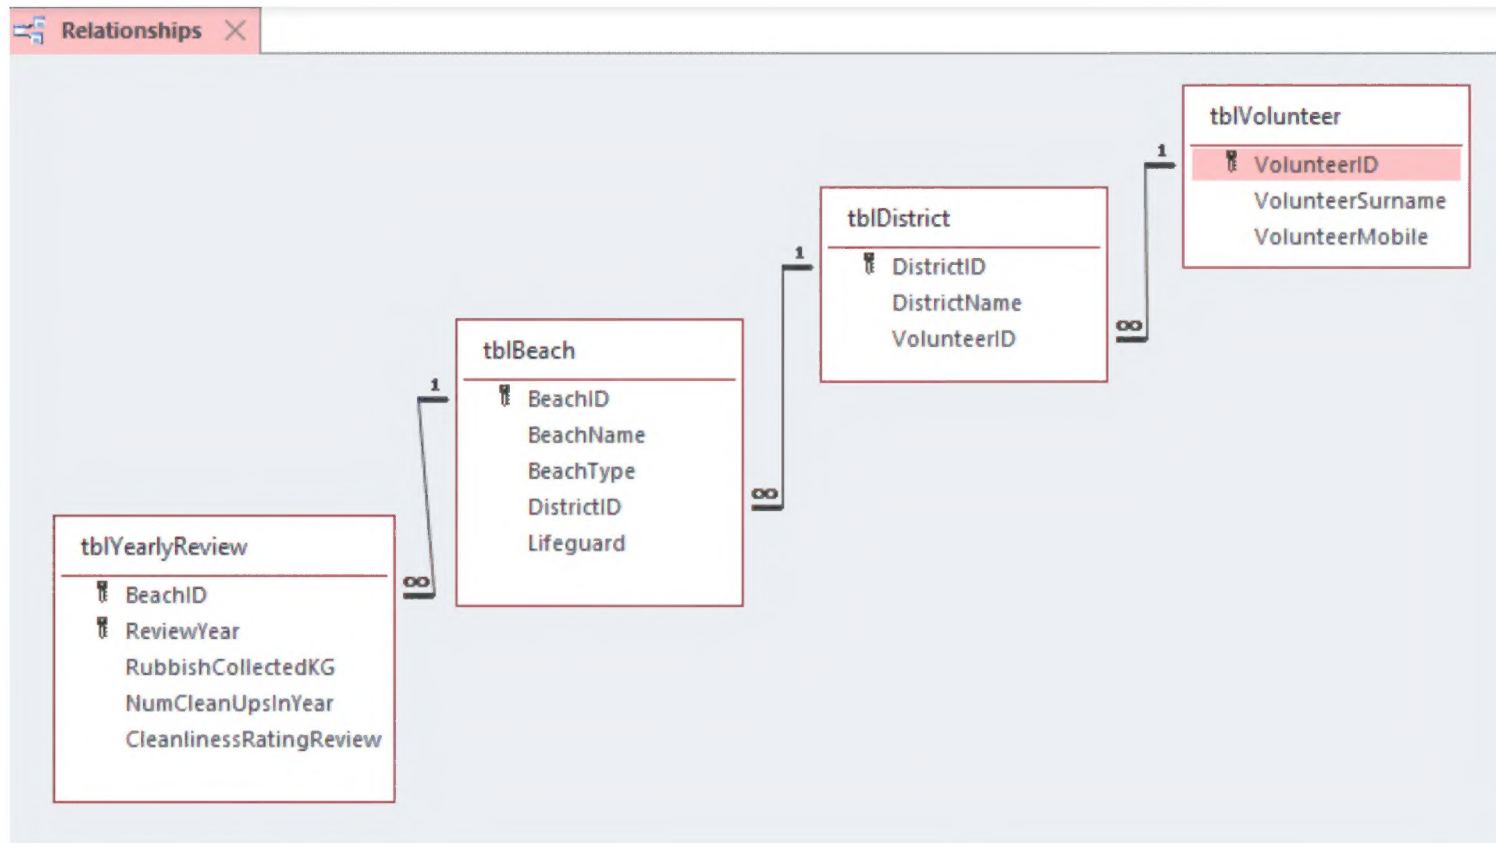 Relationships
tblVolunteer
VolunteerID
VolunteerSurname
VolunteerMobile
1
∞
tblDistrict
DistrictID
DistrictName
VolunteerID
1
∞
tblBeach
BeachID
BeachName
BeachType
DistrictID
Lifeguard
1
∞
tblYearlyReview
BeachID
ReviewYear
RubbishCollectedKG
NumCleanUpsInYear
CleanlinessRatingReview